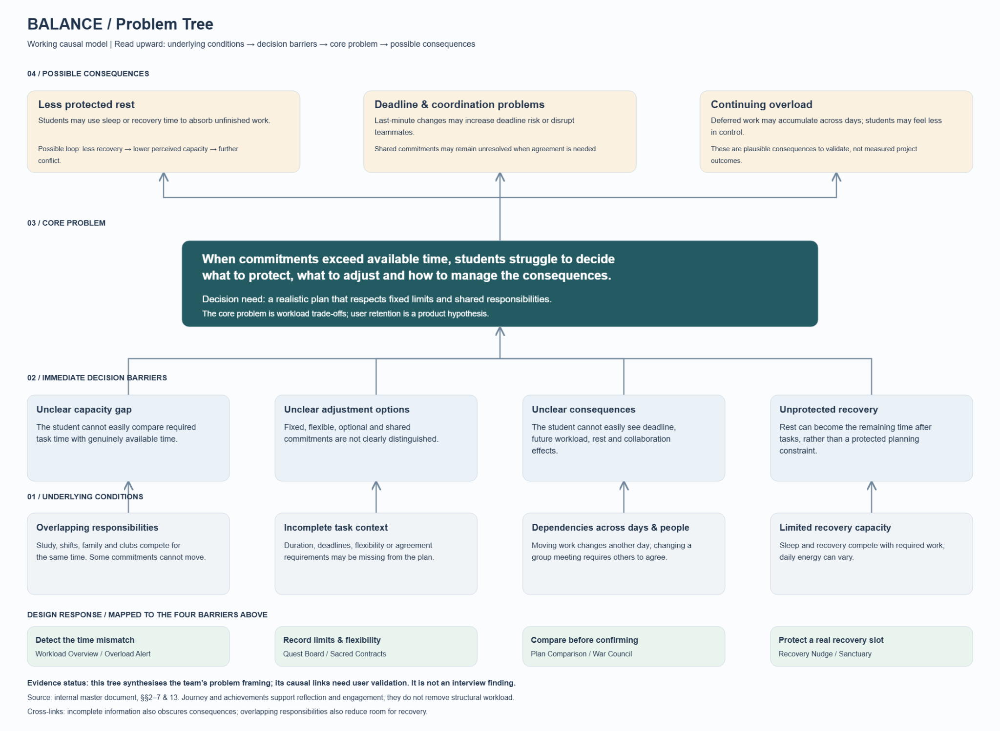 BALANCE / Problem Tree
Working causal model | Read upward: underlying conditions → decision barriers → core problem → possible consequences
04 / POSSIBLE CONSEQUENCES
Less protected rest
Students may use sleep or recovery time to absorb unfinished work.
Possible loop: less recovery → lower perceived capacity → further
conflict.
Deadline & coordination problems
Last-minute changes may increase deadline risk or disrupt
teammates.
Shared commitments may remain unresolved when agreement is needed.
Continuing overload
Deferred work may accumulate across days; students may feel less
in control.
These are plausible consequences to validate, not measured project
outcomes.
03 / CORE PROBLEM
When commitments exceed available time, students struggle to decide
what to protect, what to adjust and how to manage the consequences.
Decision need: a realistic plan that respects fixed limits and shared responsibilities.
The core problem is workload trade-offs; user retention is a product hypothesis.
02 / IMMEDIATE DECISION BARRIERS
Unclear capacity gap
The student cannot easily compare required
task time with genuinely available time.
Unclear adjustment options
Fixed, flexible, optional and shared
commitments are not clearly distinguished.
Unclear consequences
The student cannot easily see deadline,
future workload, rest and collaboration
effects.
Unprotected recovery
Rest can become the remaining time after
tasks, rather than a protected planning
constraint.
01 / UNDERLYING CONDITIONS
Overlapping responsibilities
Study, shifts, family and clubs compete for
the same time. Some commitments cannot move.
Incomplete task context
Duration, deadlines, flexibility or agreement
requirements may be missing from the plan.
Dependencies across days & people
Moving work changes another day; changing a
group meeting requires others to agree.
Limited recovery capacity
Sleep and recovery compete with required work;
daily energy can vary.
DESIGN RESPONSE / MAPPED TO THE FOUR BARRIERS ABOVE
Detect the time mismatch
Workload Overview / Overload Alert
Record limits & flexibility
Quest Board / Sacred Contracts
Compare before confirming
Plan Comparison / War Council
Protect a real recovery slot
Recovery Nudge / Sanctuary
Evidence status: this tree synthesises the team’s problem framing; its causal links need user validation. It is not an interview finding.
Source: internal master document, §§2–7 & 13. Journey and achievements support reflection and engagement; they do not remove structural workload.
Cross-links: incomplete information also obscures consequences; overlapping responsibilities also reduce room for recovery.